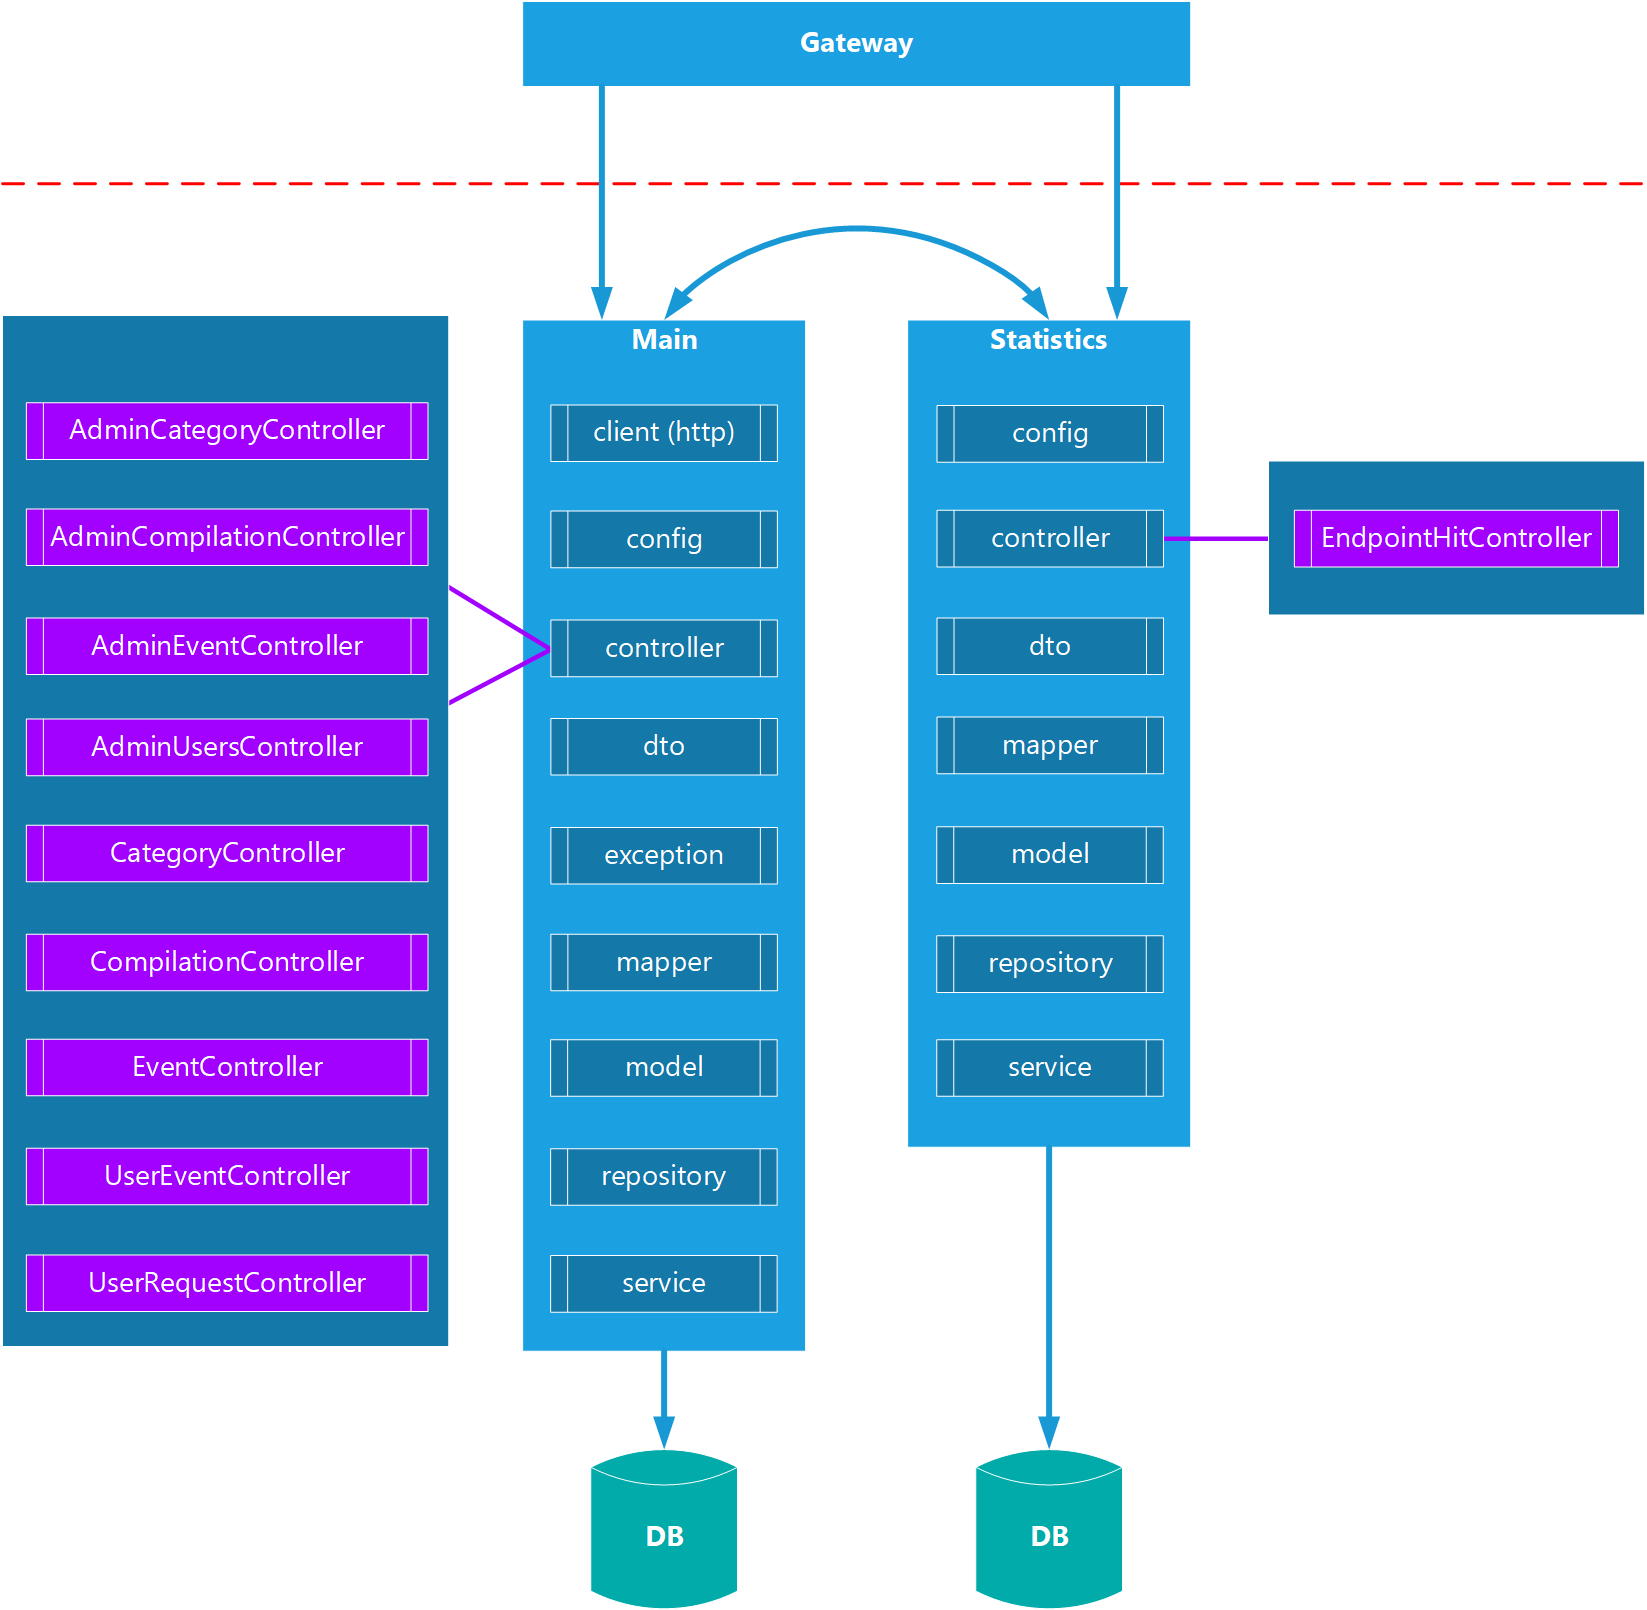 Gateway
AdminCategoryController
AdminCompilationController
AdminEventController
AdminUsersController
CategoryController
CompilationController
EventController
UserEventController
UserRequestController
Main
client (http)
config
controller
dto
exception
mapper
model
repository
service
DB
Statistics
config
controller
dto
mapper
model
repository
service
DB
EndpointHitController